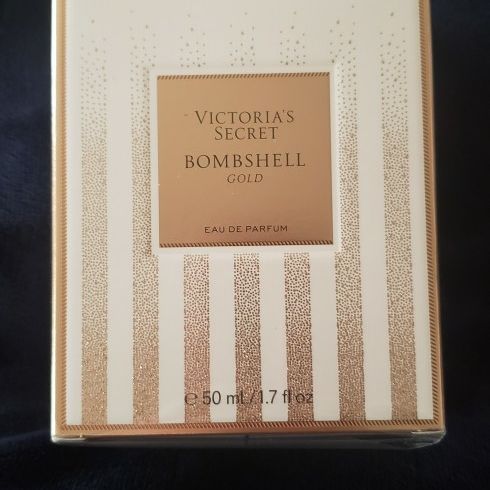 VICTORIA'S
SECRET
BOMBSHELL
GOLD
EAU DE PARFUM
℮ 50 mL / 1.7 fl oz